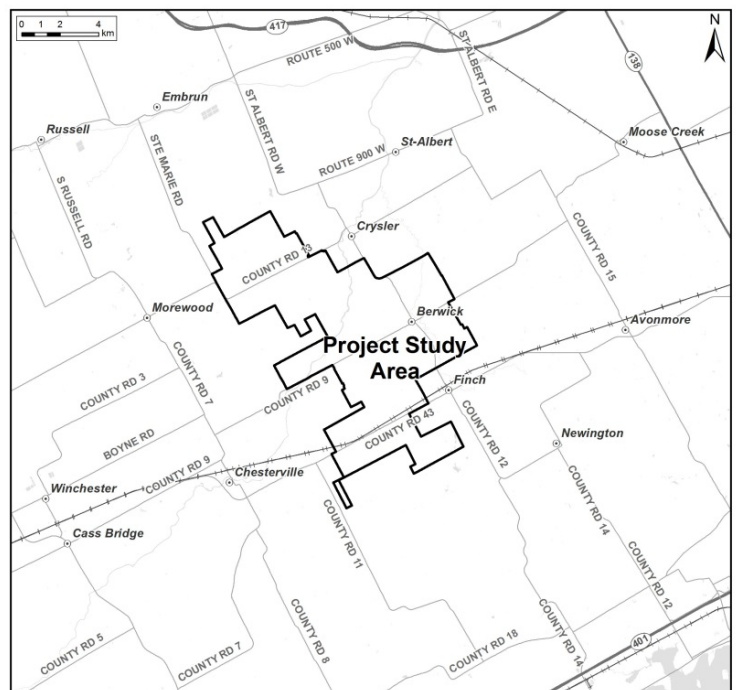 0 1 2 4
km
N
417
ROUTE 500 W
ST-ALBERT RD E
138
Embrun
ST ALBERT RD W
Russell
STE MARIE RD
Moose Creek
St-Albert
ROUTE 900 W
S RUSSELL RD
Crysler
COUNTY RD 13
COUNTY RD 15
Morewood
Berwick
Avonmore
Project Study
Area
COUNTY RD 7
COUNTY RD 3
COUNTY RD 9
Finch
COUNTY RD 43
BOYNE RD
COUNTY RD 12
Newington
COUNTY RD 9
Chesterville
Winchester
COUNTY RD 14
Cass Bridge
COUNTY RD 11
COUNTY RD 12
COUNTY RD 8
COUNTY RD 5
COUNTY RD 7
COUNTY RD 18
COUNTY RD 14
401